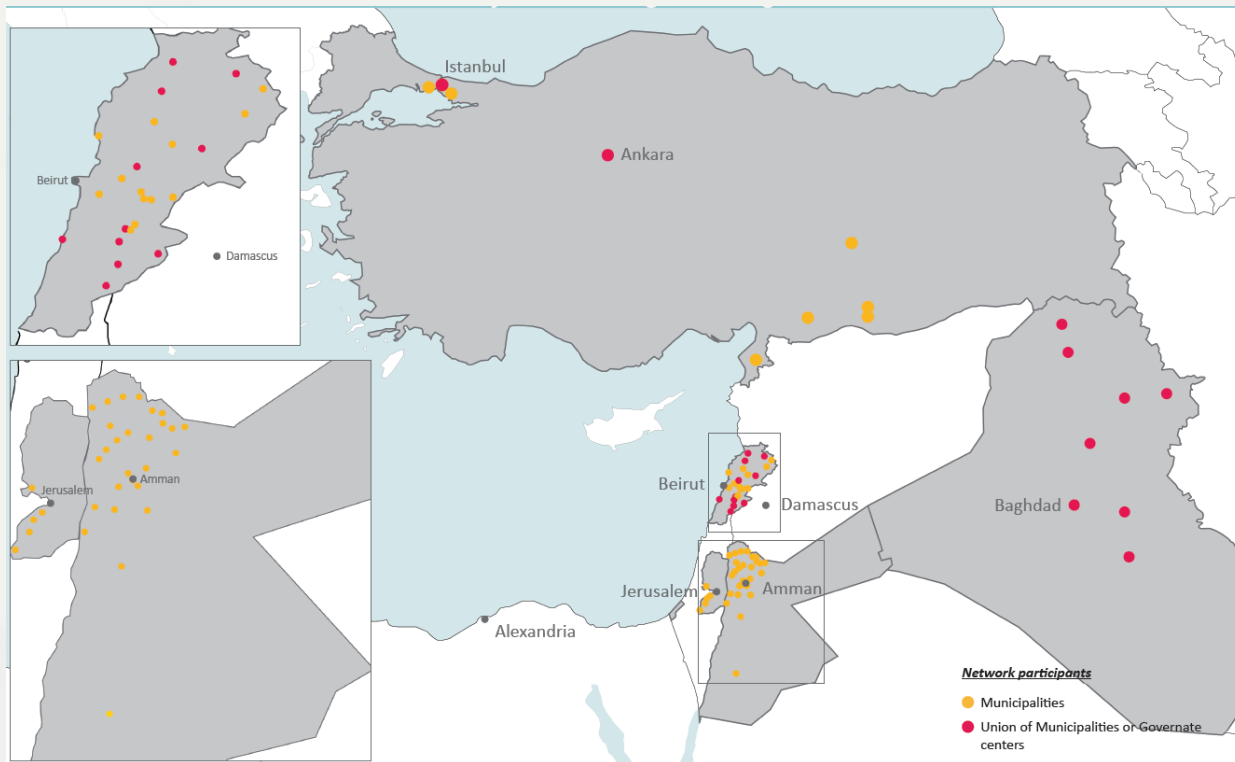 Istanbul
Ankara
Beirut
Damascus
Jerusalem
Amman
Beirut
Damascus
Baghdad
Jerusalem
Amman
Alexandria
Network participants
Municipalities
Union of Municipalities or Governate
centers